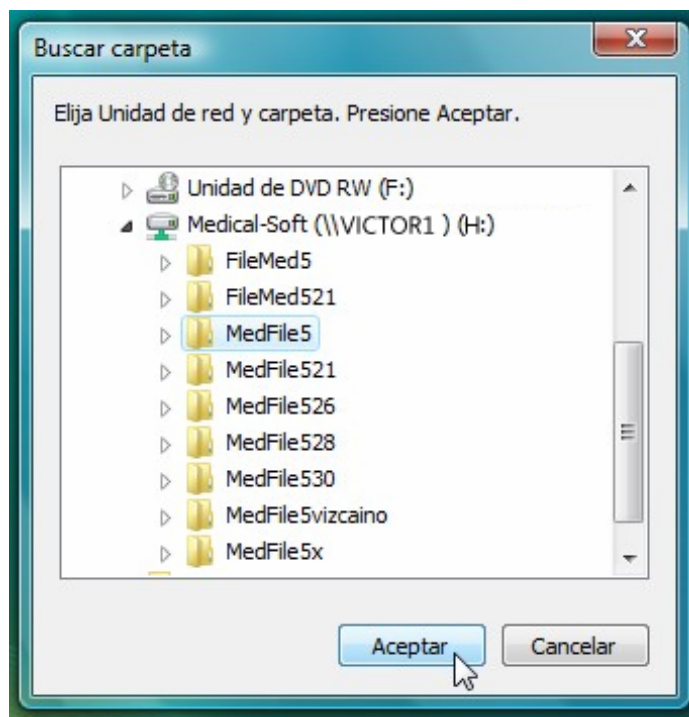 Buscar carpeta
Elija Unidad de red y carpeta. Presione Aceptar.
Unidad de DVD RW (F:)
Medical-Soft (\\VICTOR1 ) (H:)
FileMed5
FileMed521
MedFile5
MedFile521
MedFile526
MedFile528
MedFile530
MedFile5vizcaino
MedFile5x
Aceptar Cancelar